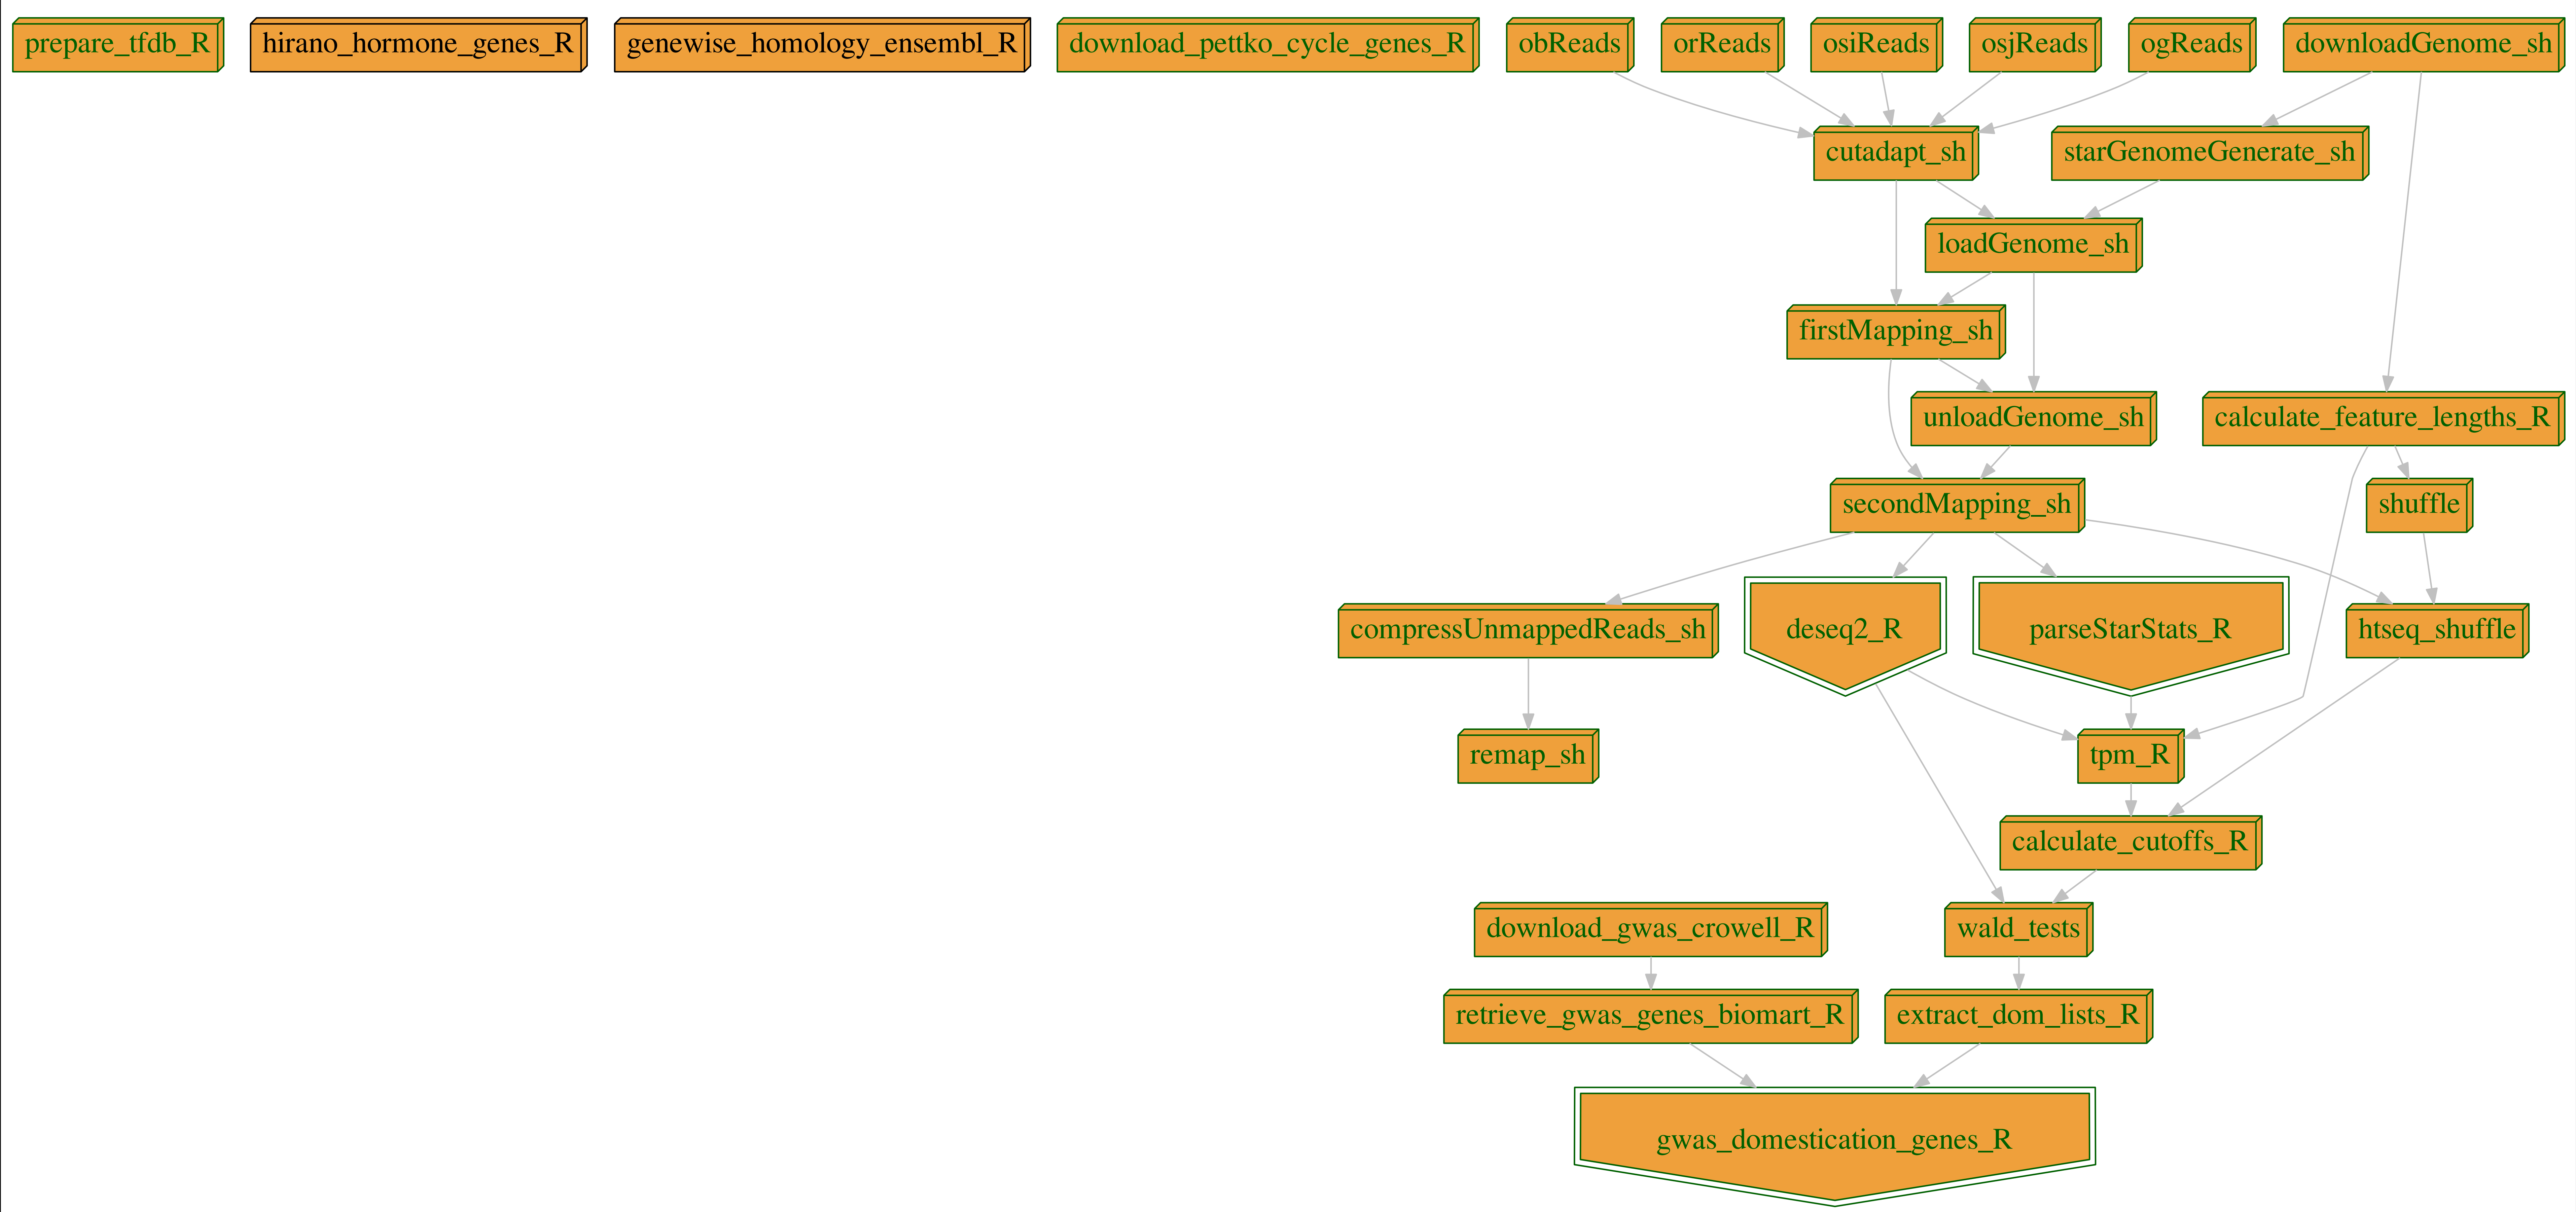 prepare_tfdb_R
hirano_hormone_genes_R
genewise_homology_ensembl_R
download_pettko_cycle_genes_R
obReads
orReads
osiReads
osjReads
ogReads
downloadGenome_sh
cutadapt_sh
starGenomeGenerate_sh
loadGenome_sh
firstMapping_sh
unloadGenome_sh
calculate_feature_lengths_R
secondMapping_sh
shuffle
compressUnmappedReads_sh
deseq2_R
parseStarStats_R
htseq_shuffle
remap_sh
tpm_R
calculate_cutoffs_R
download_gwas_crowell_R
wald_tests
retrieve_gwas_genes_biomart_R
extract_dom_lists_R
gwas_domestication_genes_R